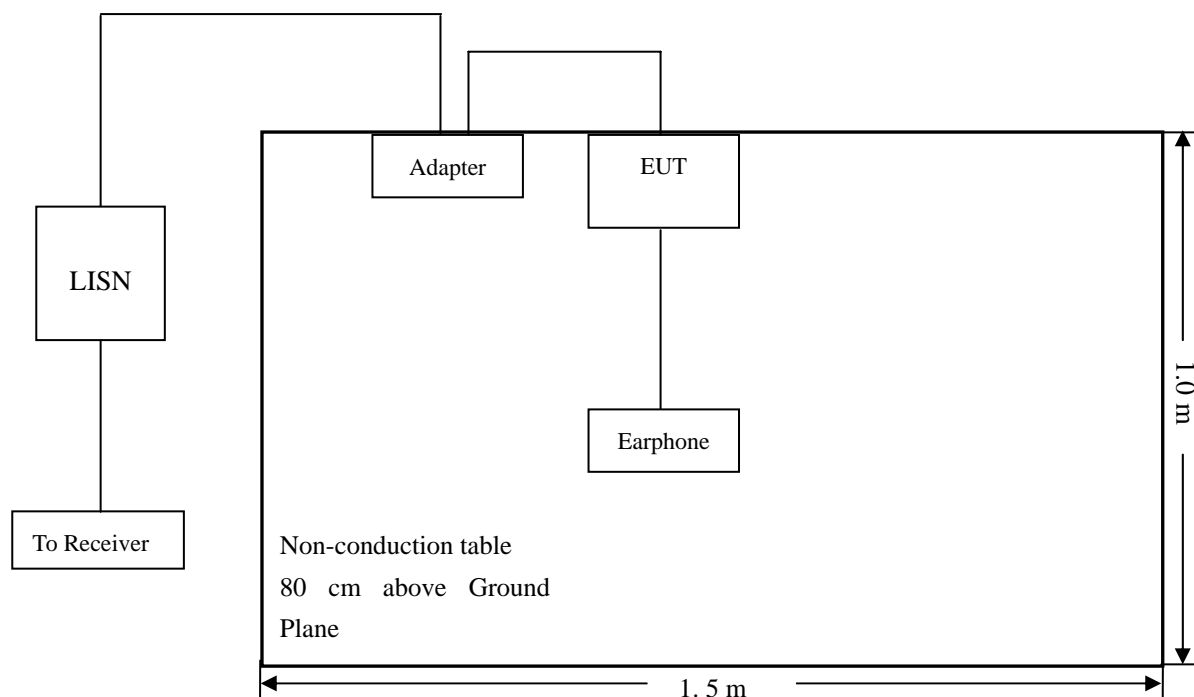 Adapter
EUT
LISN
1.0 m
Earphone
To Receiver
Non-conduction table
80 cm above Ground
Plane
1. 5 m